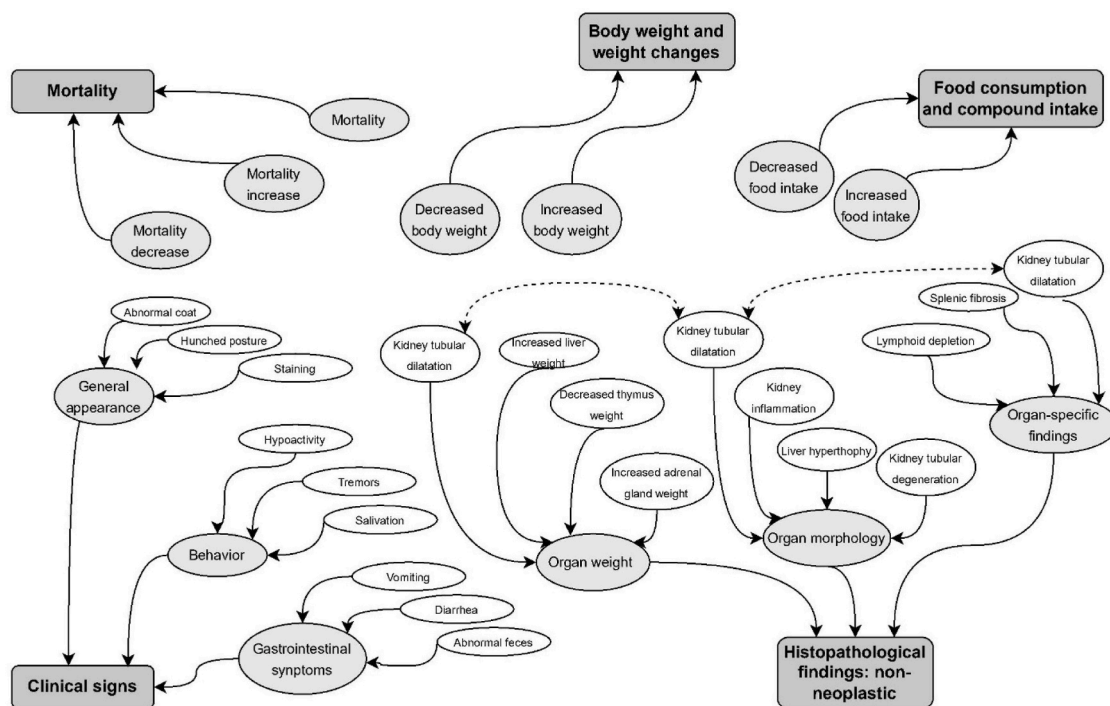 Body weight and
weight changes
Mortality
Food consumption
and compound intake
Mortality
Mortality
increase
Decreased
food intake
Increased
food intake
Decreased
body weight
Increased
body weight
Mortality
decrease
Kidney tubular
dilatation
Abnormal coat
Splenic fibrosis
Hunched posture
Kidney tubular
dilatation
Increased liver
weight
Kidney tubular
dilatation
Lymphoid depletion
Staining
General
appearance
Decreased thymus
weight
Kidney
inflammation
Organ-specific
findings
Hypoactivity
Liver hyperthophy
Kidney tubular
degeneration
Tremors
Increased adrenal
gland weight
Salivation
Behavior
Organ weight
Organ morphology
Vomiting
Diarrhea
Abnormal feces
Gastrointestinal
synptoms
Clinical signs
Histopathological
findings: non-
neoplastic